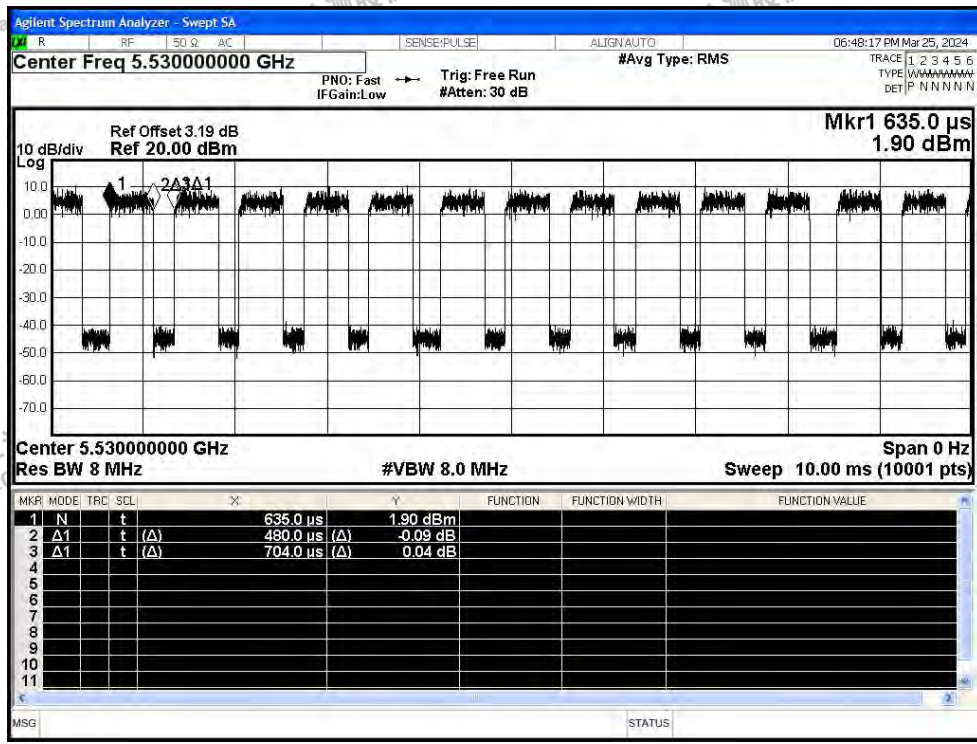 Agilent Spectrum Analyzer - Swept SA
LXI R RF 50 Ω AC SENSE:PULSE ALIGNAUTO 06:48:17 PM Mar 25, 2024
Center Freq 5.530000000 GHz
#Avg Type: RMS
TRACE 1 2 3 4 5 6
PNO: Fast Trig: Free Run
TYPE WWWWWW
IFGain:Low #Atten: 30 dB
DET P N N N N N
Mkr1 635.0 µs
1.90 dBm
Ref Offset 3.19 dB
10 dB/div Ref 20.00 dBm
Log
10.0
0.00
-10.0
-20.0
-30.0
-40.0
-50.0
-60.0
-70.0
1 2Δ3Δ1
Center 5.530000000 GHz Span 0 Hz
Res BW 8 MHz #VBW 8.0 MHz Sweep 10.00 ms (10001 pts)
MKR MODE TRC SCL X Y FUNCTION FUNCTION WIDTH FUNCTION VALUE
1 N t 635.0 µs 1.90 dBm
2 Δ1 t (Δ) 480.0 µs (Δ) -0.09 dB
3 Δ1 t (Δ) 704.0 µs (Δ) 0.04 dB
4
5
6
7
8
9
10
11
MSG STATUS